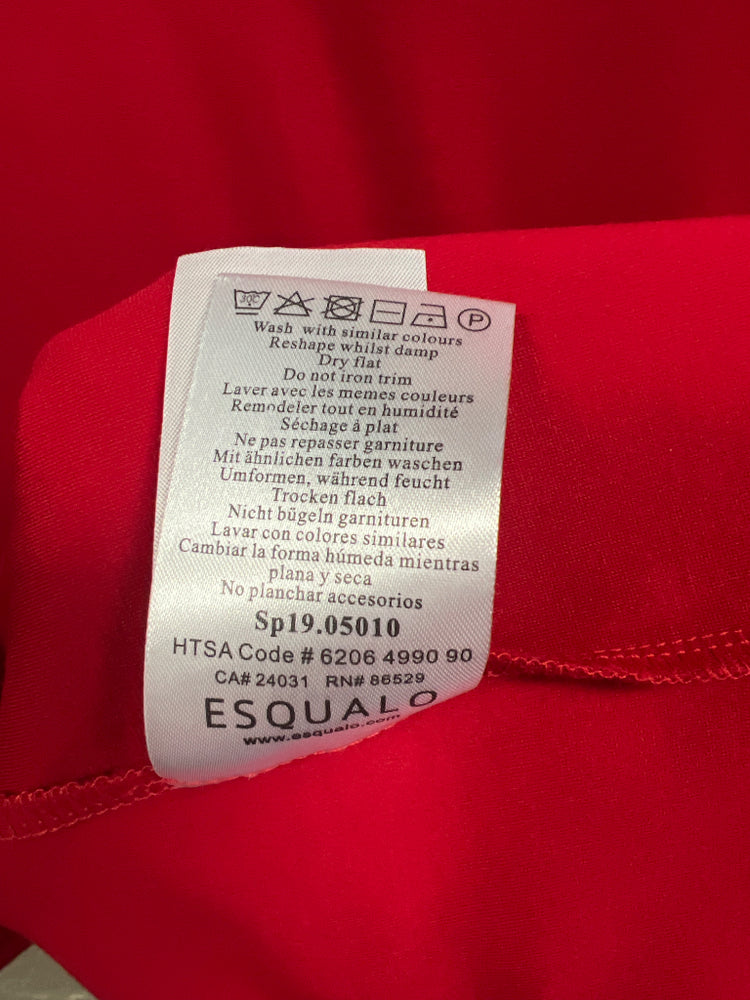 30°C P
Wash with similar colours
Reshape whilst damp
Dry flat
Do not iron trim
Laver avec les memes couleurs
Remodeler tout en humidité
Séchage à plat
Ne pas repasser garniture
Mit ähnlichen farben waschen
Umformen, während feucht
Trocken flach
Nicht bügeln garnituren
Lavar con colores similares
Cambiar la forma húmeda mientras
plana y seca
No planchar accesorios
Sp19.05010
HTSA Code # 6206 4990 90
CA# 24031 RN# 86529
ESQUALO
www.esqualo.com